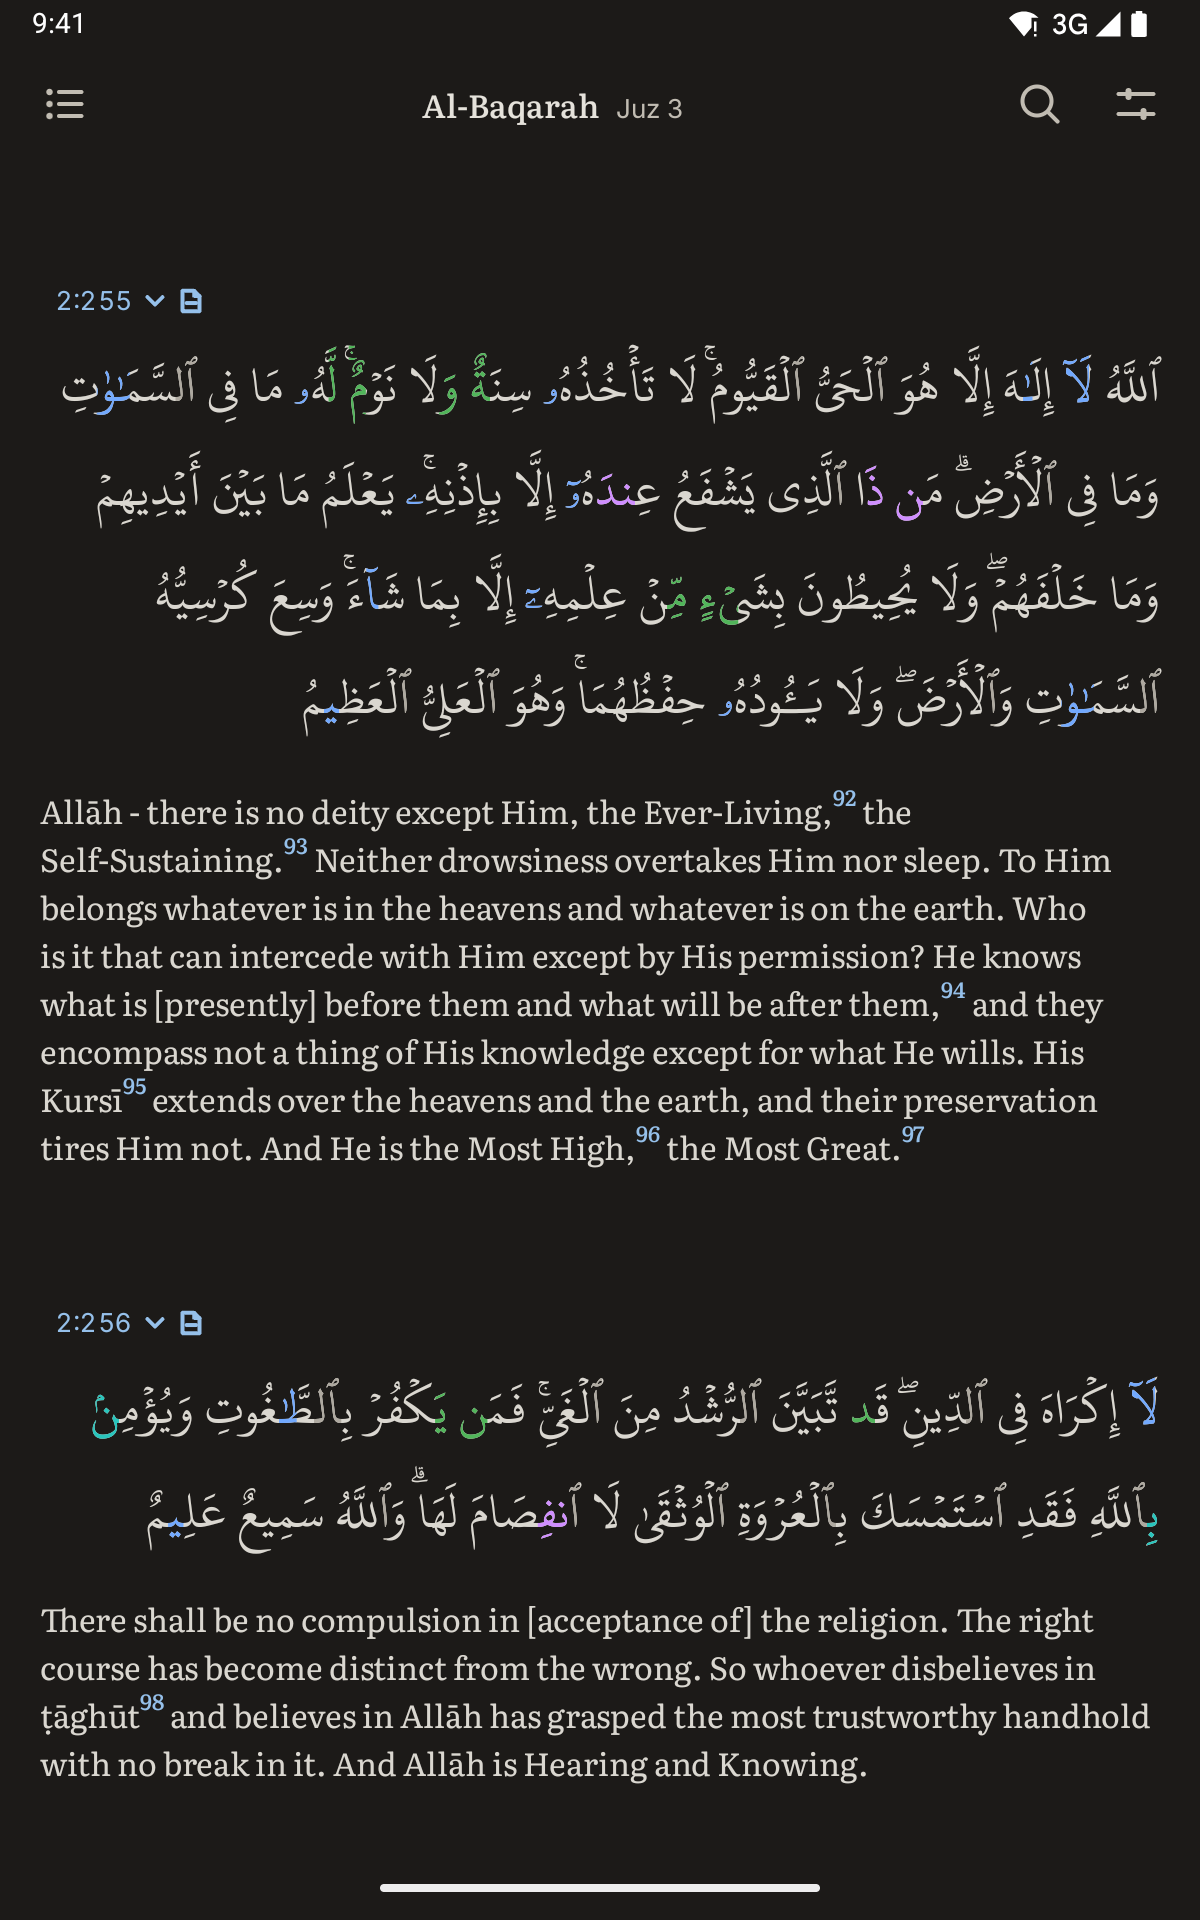 9:41 3G
Al-Baqarah Juz 3
2:255
ٱللَّهُ لَآ إِلَـٰهَ إِلَّا هُوَ ٱلْحَىُّ ٱلْقَيُّومُ ۚ لَا تَأْخُذُهُۥ سِنَةٌ وَلَا نَوْمٌ ۚ لَّهُۥ مَا فِى ٱلسَّمَـٰوَٰتِ
وَمَا فِى ٱلْأَرْضِ ۗ مَن ذَا ٱلَّذِى يَشْفَعُ عِندَهُۥٓ إِلَّا بِإِذْنِهِۦ ۚ يَعْلَمُ مَا بَيْنَ أَيْدِيهِمْ
وَمَا خَلْفَهُمْ ۖ وَلَا يُحِيطُونَ بِشَىْءٍ مِّنْ عِلْمِهِۦٓ إِلَّا بِمَا شَآءَ ۚ وَسِعَ كُرْسِيُّهُ
ٱلسَّمَـٰوَٰتِ وَٱلْأَرْضَ ۖ وَلَا يَـُٔودُهُۥ حِفْظُهُمَا ۚ وَهُوَ ٱلْعَلِىُّ ٱلْعَظِيمُ
Allāh - there is no deity except Him, the Ever-Living,92 the
Self-Sustaining.93 Neither drowsiness overtakes Him nor sleep. To Him
belongs whatever is in the heavens and whatever is on the earth. Who
is it that can intercede with Him except by His permission? He knows
what is [presently] before them and what will be after them,94 and they
encompass not a thing of His knowledge except for what He wills. His
Kursī95 extends over the heavens and the earth, and their preservation
tires Him not. And He is the Most High,96 the Most Great.97
2:256
لَآ إِكْرَاهَ فِى ٱلدِّينِ ۖ قَد تَّبَيَّنَ ٱلرُّشْدُ مِنَ ٱلْغَىِّ ۚ فَمَن يَكْفُرْ بِٱلطَّـٰغُوتِ وَيُؤْمِنۢ
بِٱللَّهِ فَقَدِ ٱسْتَمْسَكَ بِٱلْعُرْوَةِ ٱلْوُثْقَىٰ لَا ٱنفِصَامَ لَهَا ۗ وَٱللَّهُ سَمِيعٌ عَلِيمٌ
There shall be no compulsion in [acceptance of] the religion. The right
course has become distinct from the wrong. So whoever disbelieves in
ṭāghūt98 and believes in Allāh has grasped the most trustworthy handhold
with no break in it. And Allāh is Hearing and Knowing.